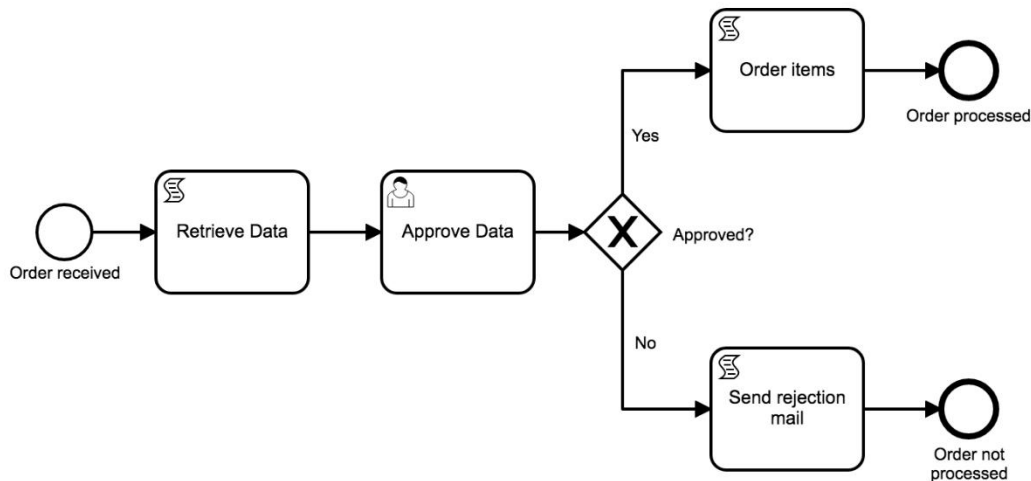 Order items
Order processed
Yes
Retrieve Data
Approve Data
Approved?
Order received
No
Send rejection
mail
Order not
processed